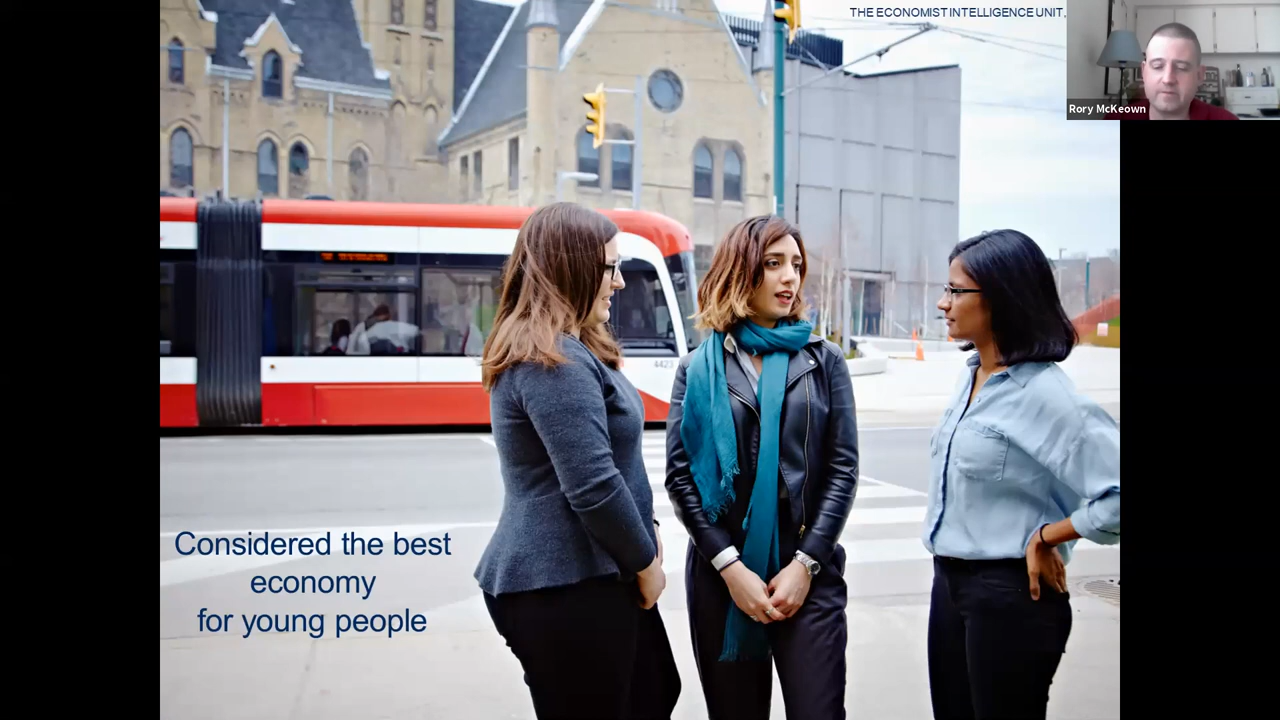 THE ECONOMIST INTELLIGENCE UNIT,
Rory McKeown
4423
Considered the best
economy
for young people